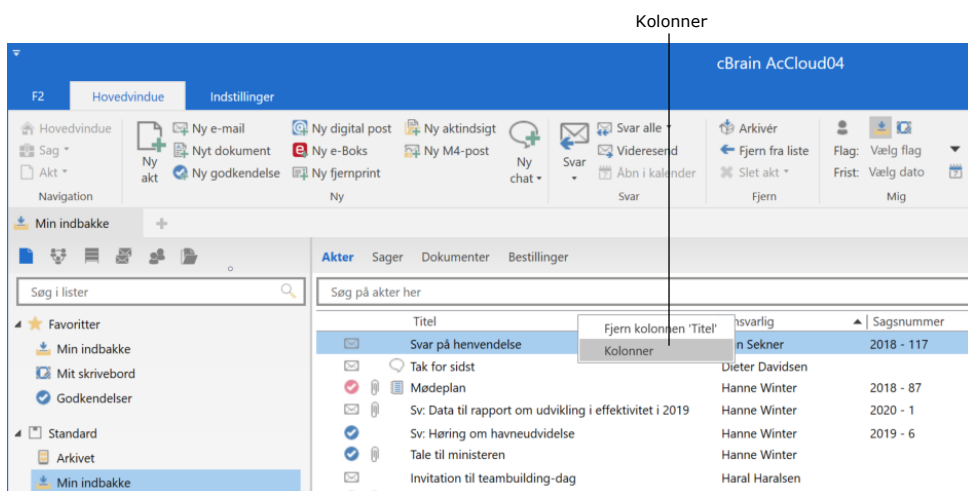 Kolonner
cBrain AcCloud04
F2 Hovedvindue Indstillinger
Hovedvindue Ny e-mail Ny digital post Ny aktindsigt Svar alle Arkivér
Sag Ny akt Nyt dokument Ny e-Boks Ny M4-post Ny chat Svar Videresend Fjern fra liste Flag: Vælg flag
Akt Ny godkendelse Ny fjernprint Åbn i kalender Slet akt Frist: Vælg dato
Navigation Ny Svar Fjern Mig
Min indbakke
Akter Sager Dokumenter Bestillinger
Søg i lister Søg på akter her
Favoritter
Min indbakke
Mit skrivebord
Godkendelser
Standard
Arkivet
Min indbakke
Titel nsvarlig Sagsnummer
Fjern kolonnen 'Titel'
Kolonner
Svar på henvendelse n Sekner 2018 - 117
Tak for sidst Dieter Davidsen
Mødeplan Hanne Winter 2018 - 87
Sv: Data til rapport om udvikling i effektivitet i 2019 Hanne Winter 2020 - 1
Sv: Høring om havneudvidelse Hanne Winter 2019 - 6
Tale til ministeren Hanne Winter
Invitation til teambuilding-dag Haral Haralsen